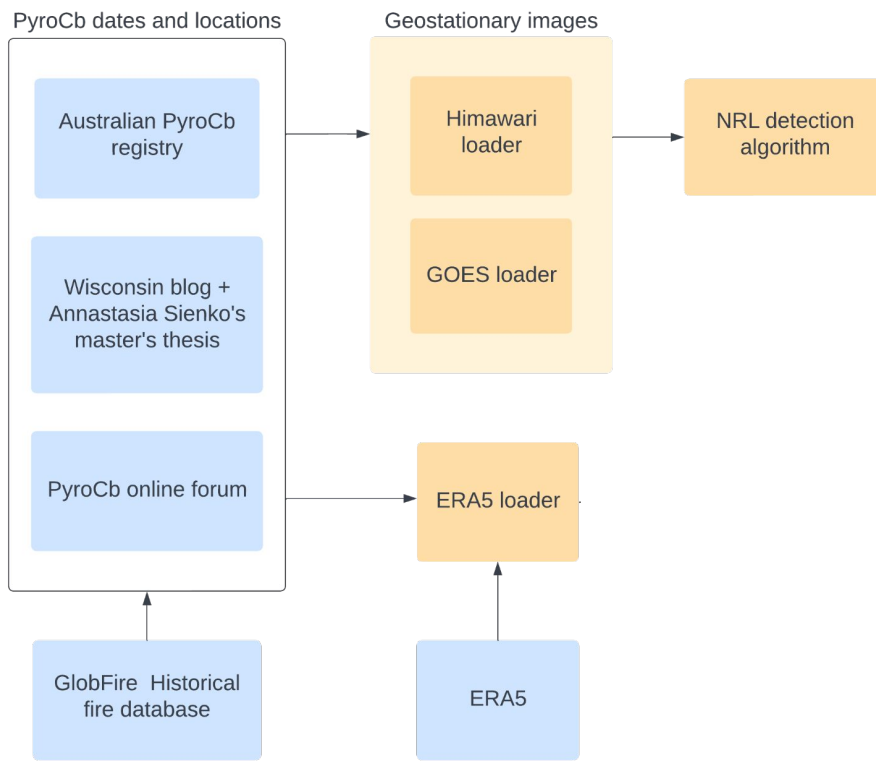 PyroCb dates and locations
Geostationary images
Australian PyroCb
registry
Himawari
loader
NRL detection
algorithm
GOES loader
Wisconsin blog +
Annastasia Sienko's
master's thesis
PyroCb online forum
ERA5 loader
GlobFire  Historical
fire database
ERA5